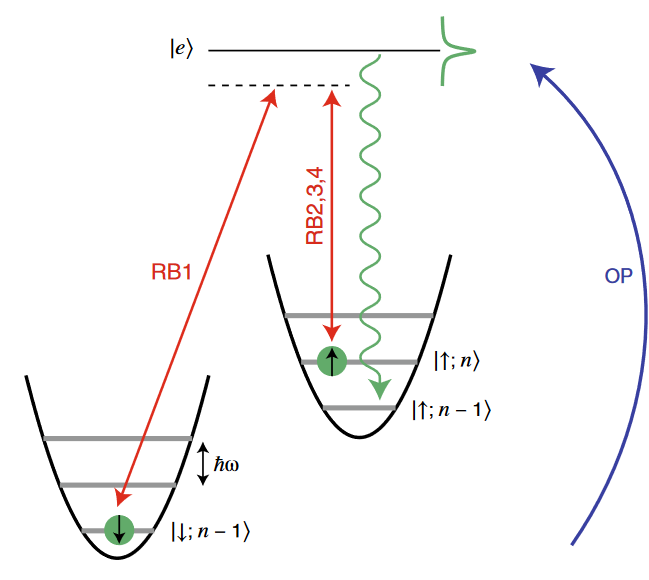 |e⟩
RB2,3,4
RB1
OP
|↑; n⟩
|↑; n − 1⟩
ħω
|↓; n − 1⟩